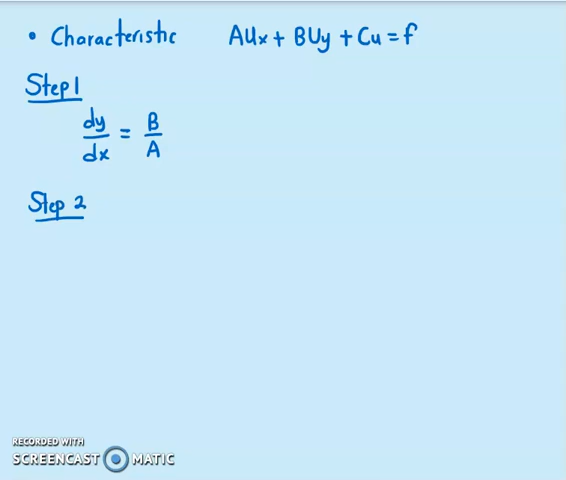 • Characteristic AUx + BUy + Cu = f
Step 1
dy/dx = B/A
Step 2
RECORDED WITH
SCREENCAST MATIC